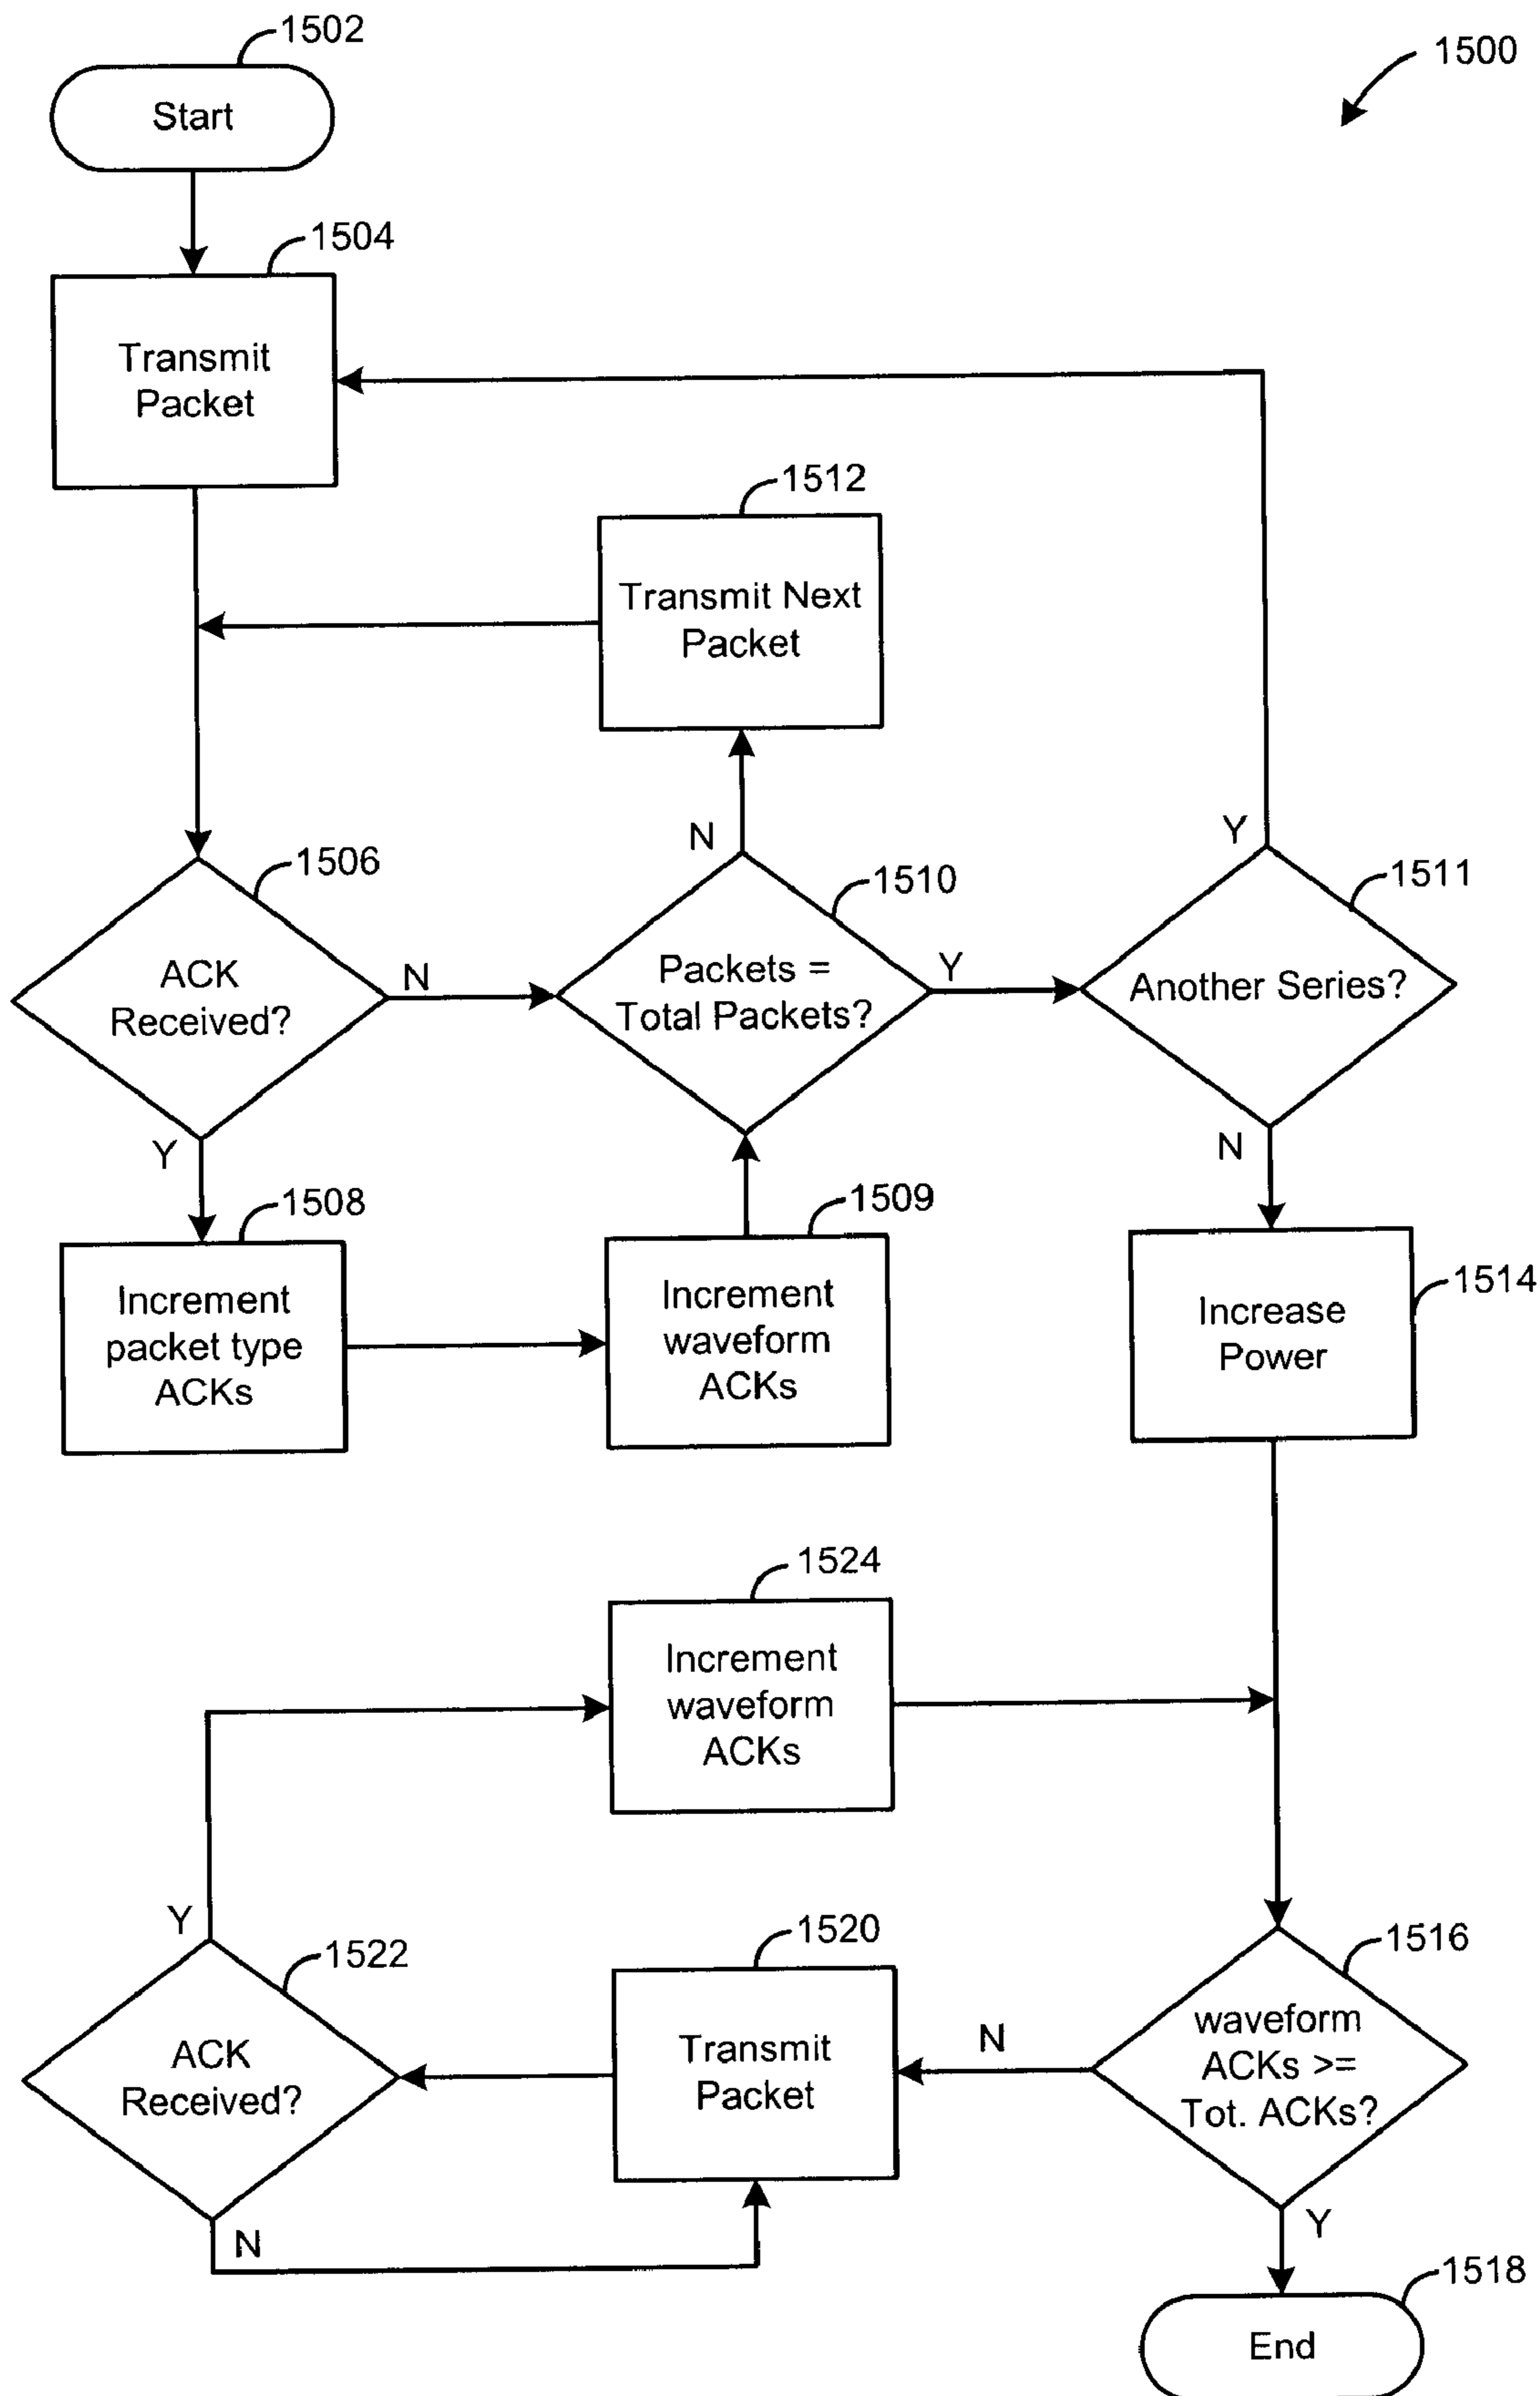 1502
1500
Start
1504
Transmit
Packet
1512
Transmit Next
Packet
N
Y
1506
1510
1511
ACK
Received?
N
Packets =
Total Packets?
Y
Another Series?
Y
N
1508
1509
Increment
packet type
ACKs
Increment
waveform
ACKs
1514
Increase
Power
1524
Increment
waveform
ACKs
Y
1522
1520
1516
ACK
Received?
Transmit
Packet
N
waveform
ACKs >=
Tot. ACKs?
N
Y
1518
End